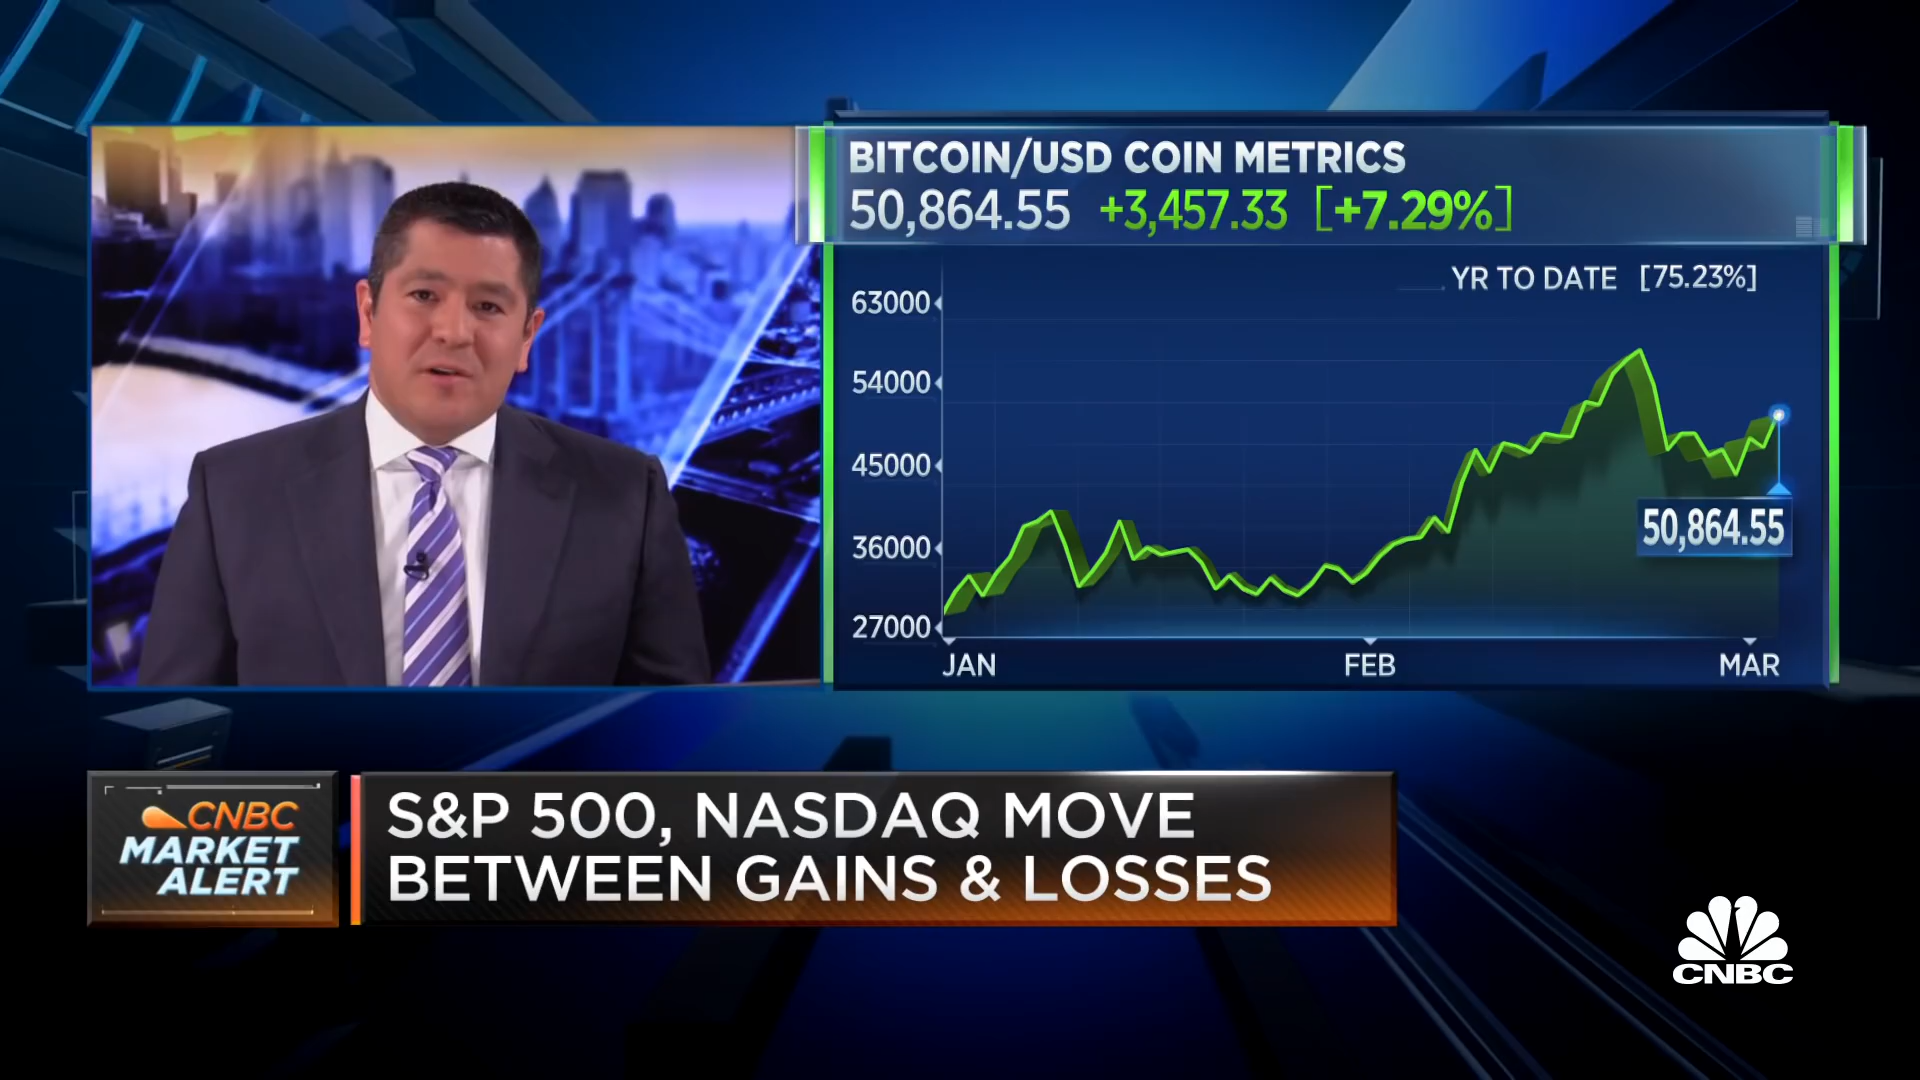 BITCOIN/USD COIN METRICS
50,864.55 +3,457.33 [+7.29%]
YR TO DATE [75.23%]
63000
54000
45000
36000
27000
50,864.55
JAN FEB MAR
CNBC
MARKET
ALERT
S&P 500, NASDAQ MOVE
BETWEEN GAINS & LOSSES
CNBC